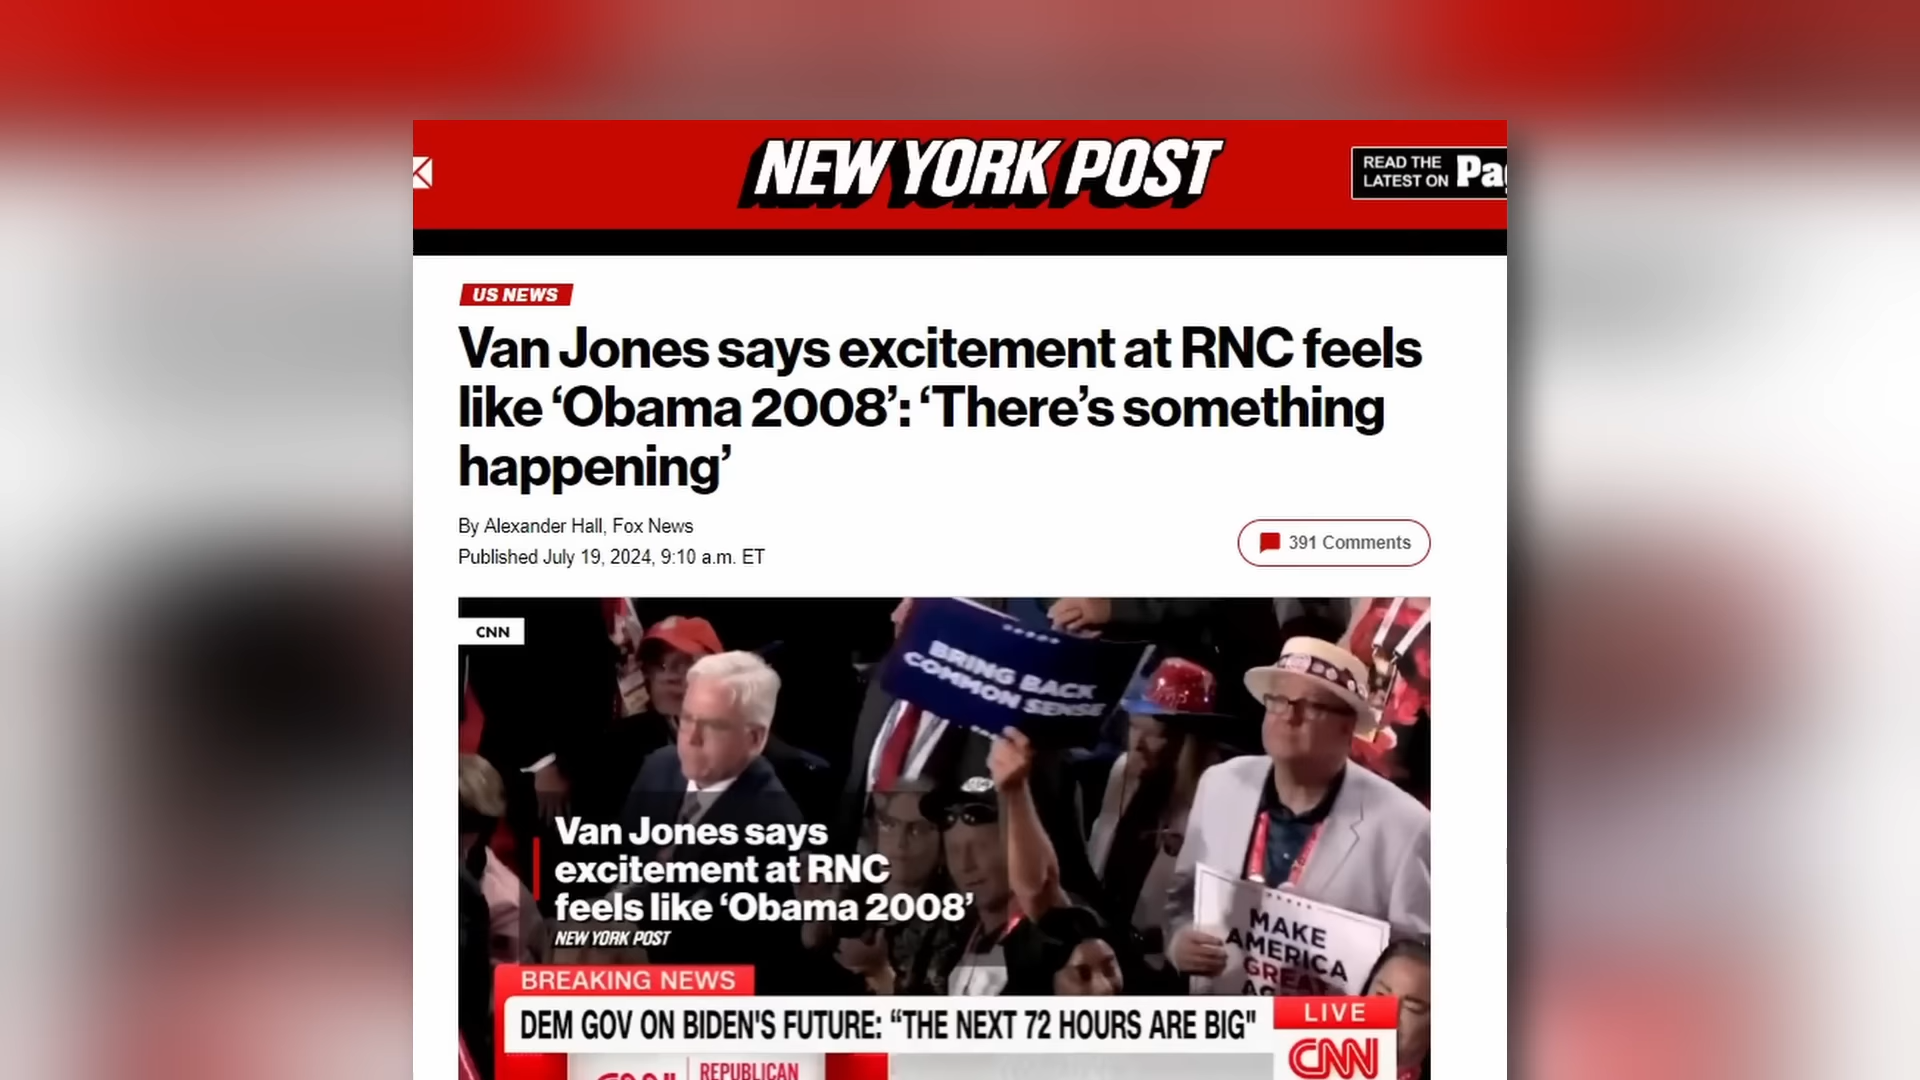 NEW YORK POST
READ THE
LATEST ON
US NEWS
Van Jones says excitement at RNC feels
like ‘Obama 2008’: ‘There’s something
happening’
By Alexander Hall, Fox News
Published July 19, 2024, 9:10 a.m. ET
391 Comments
CNN
BRING BACK
COMMON SENSE
Van Jones says
excitement at RNC
feels like ‘Obama 2008’
NEW YORK POST
MAKE
AMERICA
GREAT
BREAKING NEWS
DEM GOV ON BIDEN'S FUTURE: “THE NEXT 72 HOURS ARE BIG"
LIVE
CNN
REPUBLICAN